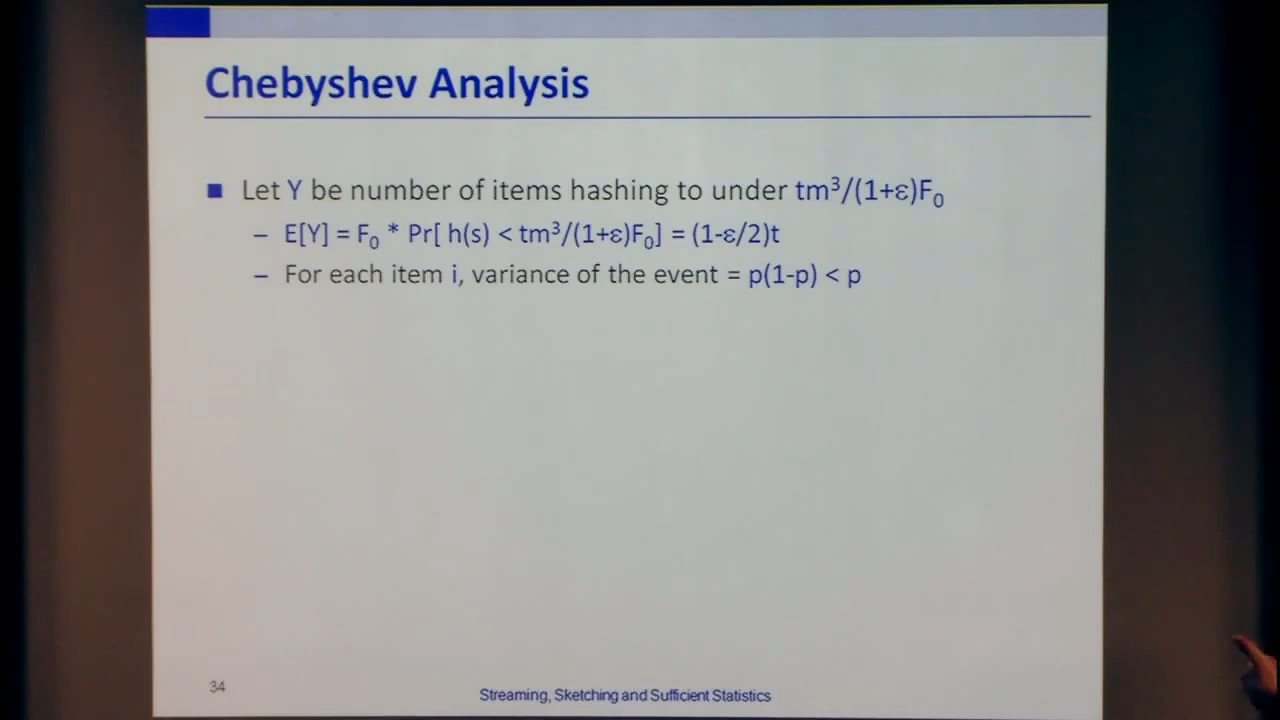 Chebyshev Analysis
Let Y be number of items hashing to under tm³/(1+ε)F₀
– E[Y] = F₀ * Pr[ h(s) < tm³/(1+ε)F₀] = (1-ε/2)t
– For each item i, variance of the event = p(1-p) < p
34
Streaming, Sketching and Sufficient Statistics